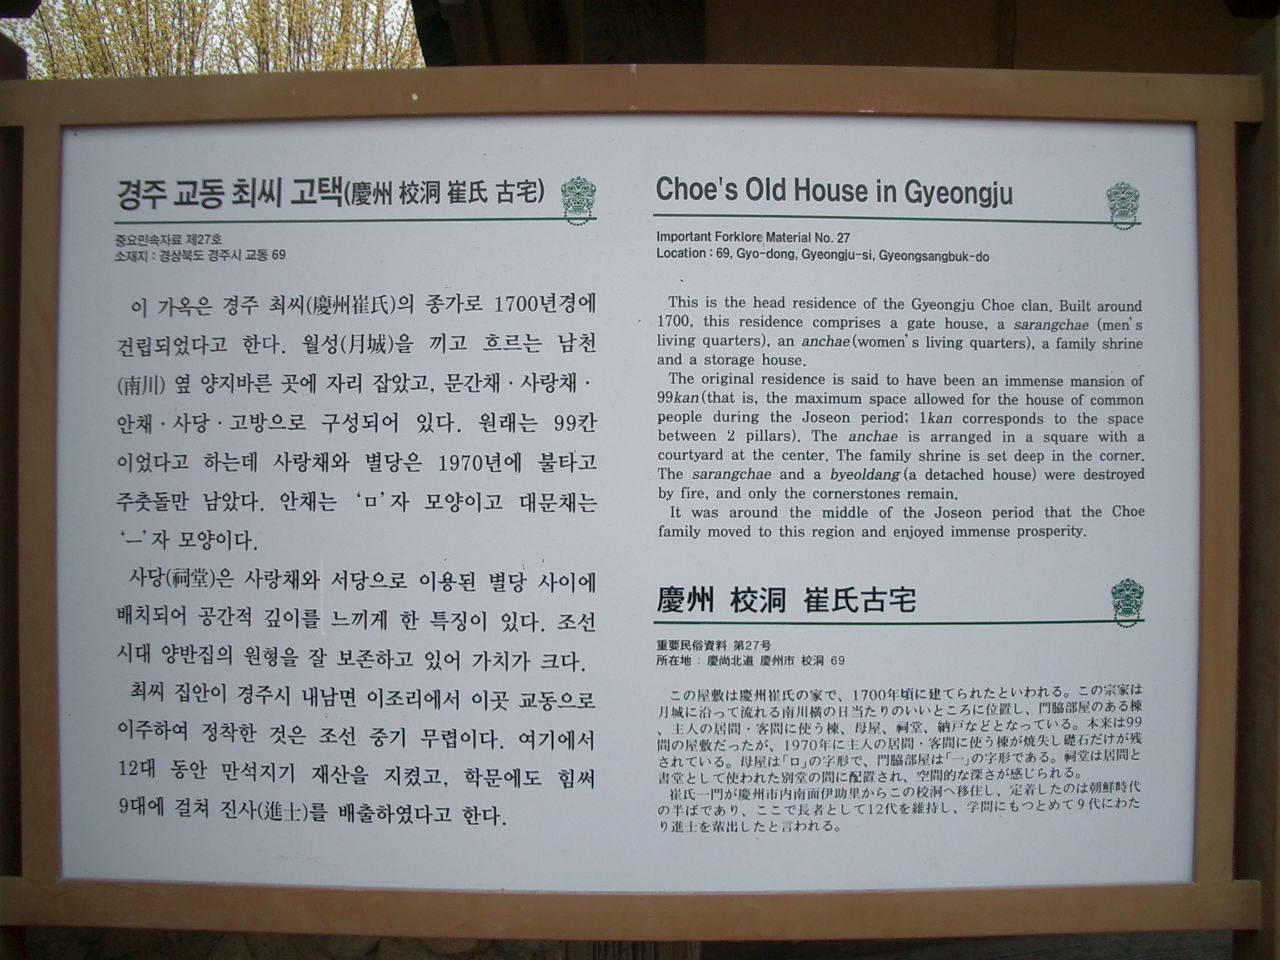 경주 교동 최씨 고택(慶州 校洞 崔氏 古宅)
중요민속자료 제27호
소재지 : 경상북도 경주시 교동 69
이 가옥은 경주 최씨(慶州崔氏)의 종가로 1700년경에
건립되었다고 한다. 월성(月城)을 끼고 흐르는 남천
(南川) 옆 양지바른 곳에 자리 잡았고, 문간채·사랑채·
안채·사당·고방으로 구성되어 있다. 원래는 99칸
이었다고 하는데 사랑채와 별당은 1970년에 불타고
주춧돌만 남았다. 안채는 ‘ㅁ’자 모양이고 대문채는
‘ㅡ’자 모양이다.
사당(祠堂)은 사랑채와 서당으로 이용된 별당 사이에
배치되어 공간적 깊이를 느끼게 한 특징이 있다. 조선
시대 양반집의 원형을 잘 보존하고 있어 가치가 크다.
최씨 집안이 경주시 내남면 이조리에서 이곳 교동으로
이주하여 정착한 것은 조선 중기 무렵이다. 여기에서
12대 동안 만석지기 재산을 지켰고, 학문에도 힘써
9대에 걸쳐 진사(進士)를 배출하였다고 한다.
Choe's Old House in Gyeongju
Important Forklore Material No. 27
Location : 69, Gyo-dong, Gyeongju-si, Gyeongsangbuk-do
This is the head residence of the Gyeongju Choe clan. Built around
1700, this residence comprises a gate house, a sarangchae (men's
living quarters), an anchae(women's living quarters), a family shrine
and a storage house.
The original residence is said to have been an immense mansion of
99kan(that is, the maximum space allowed for the house of common
people during the Joseon period; 1kan corresponds to the space
between 2 pillars). The anchae is arranged in a square with a
courtyard at the center. The family shrine is set deep in the corner.
The sarangchae and a byeoldang(a detached house) were destroyed
by fire, and only the cornerstones remain.
It was around the middle of the Joseon period that the Choe
family moved to this region and enjoyed immense prosperity.
慶州 校洞 崔氏古宅
重要民俗資料 第27号
所在地 : 慶尚北道 慶州市 校洞 69
この屋敷は慶州崔氏の家で、1700年頃に建てられたといわれる。この宗家は
月城に沿って流れる南川横の日当たりのいいところに位置し、門脇部屋のある棟
、主人の居間・客間に使う棟、母屋、祠堂、納戸などとなっている。本来は99
間の屋敷だったが、1970年に主人の居間・客間に使う棟が焼失し礎石だけが残
されている。母屋は「ロ」の字形で、門脇部屋は「一」の字形である。祠堂は居間と
書堂として使われた別堂の間に配置され、空間的な深さが感じられる。
崔氏一門が慶州市内南面伊助里からこの校洞へ移住し、定着したのは朝鮮時代
の半ばであり、ここで長者として12代を維持し、学問にもつとめて９代にわた
り進士を輩出したと言われる。